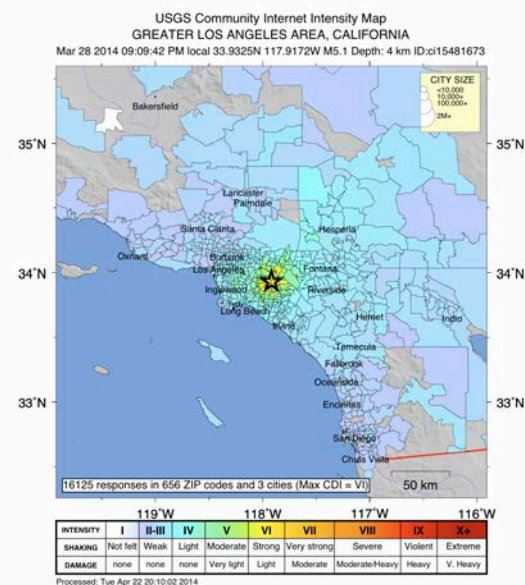 USGS Community Internet Intensity Map
GREATER LOS ANGELES AREA, CALIFORNIA
Mar 28 2014 09:09:42 PM local 33.9325N 117.9172W M5.1 Depth: 4 km ID:ci15481673
CITY SIZE
<10,000
10,000+
100,000+
2M+
Bakersfield
35°N
35°N
Lancaster
Palmdale
Santa Clarita
Hesperia
Oxnard
Burbank
34°N
Los Angeles
Fontana
34°N
Inglewood
Riverside
Long Beach
Irvine
Hemet
Indio
Temecula
Fallbrook
Oceanside
33°N
Encinitas
33°N
San Diego
Chula Vista
16125 responses in 656 ZIP codes and 3 cities (Max CDI = VI)
50 km
119°W
118°W
117°W
116°W
INTENSITY I II-III IV V VI VII VIII IX X+
SHAKING Not felt Weak Light Moderate Strong Very strong Severe Violent Extreme
DAMAGE none none none Very light Light Moderate Moderate/Heavy Heavy V. Heavy
Processed: Tue Apr 22 20:10:02 2014